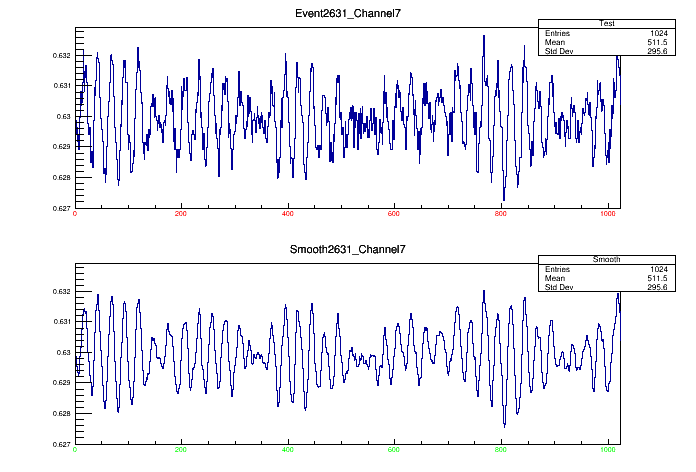 Event2631_Channel7
Test
Entries 1024
Mean 511.5
Std Dev 295.6
0.632
0.631
0.63
0.629
0.628
0.627
0 200 400 600 800 1000
Smooth2631_Channel7
Smooth
Entries 1024
Mean 511.5
Std Dev 295.6
0.632
0.631
0.63
0.629
0.628
0.627
0 200 400 600 800 1000